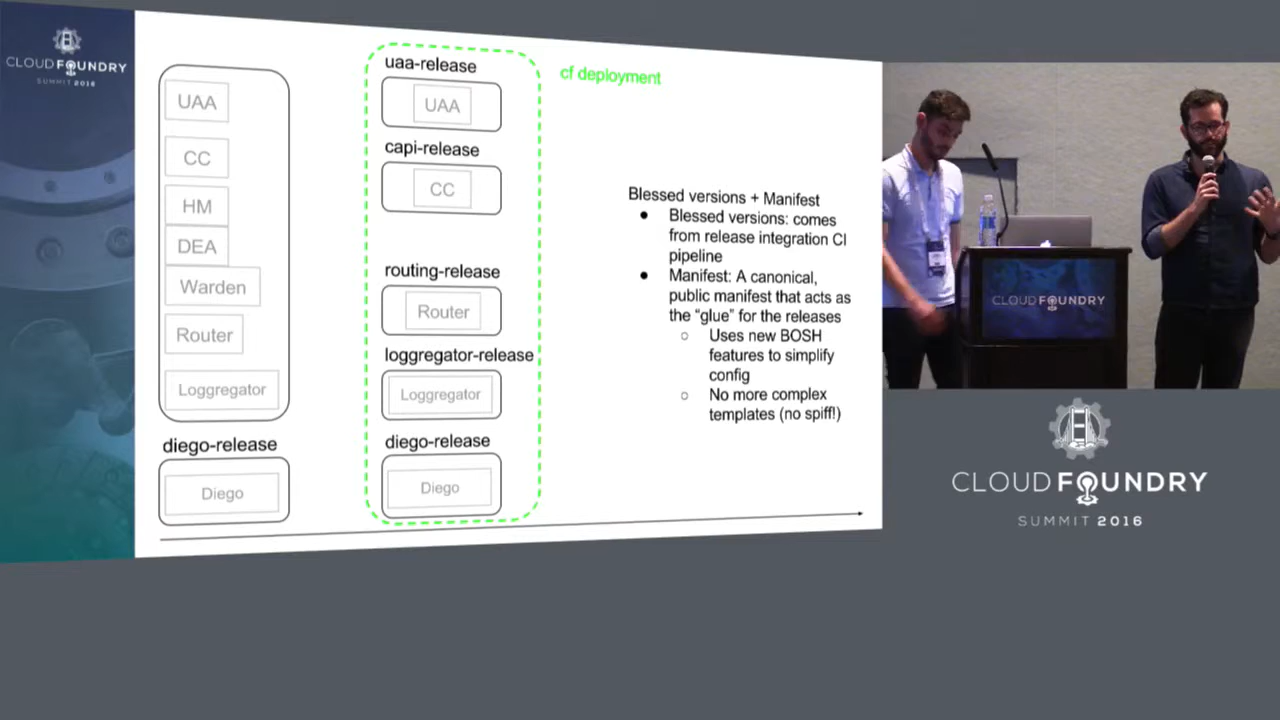 CLOUD FOUNDRY
SUMMIT 2016
UAA
CC
HM
DEA
Warden
Router
Loggregator
diego-release
Diego
uaa-release
UAA
capi-release
CC
routing-release
Router
loggregator-release
Loggregator
diego-release
Diego
cf deployment
Blessed versions + Manifest
● Blessed versions: comes
from release integration CI
pipeline
● Manifest: A canonical,
public manifest that acts as
the “glue” for the releases
○ Uses new BOSH
features to simplify
config
○ No more complex
templates (no spiff!)
CLOUD FOUNDRY
CLOUD FOUNDRY
SUMMIT 2016